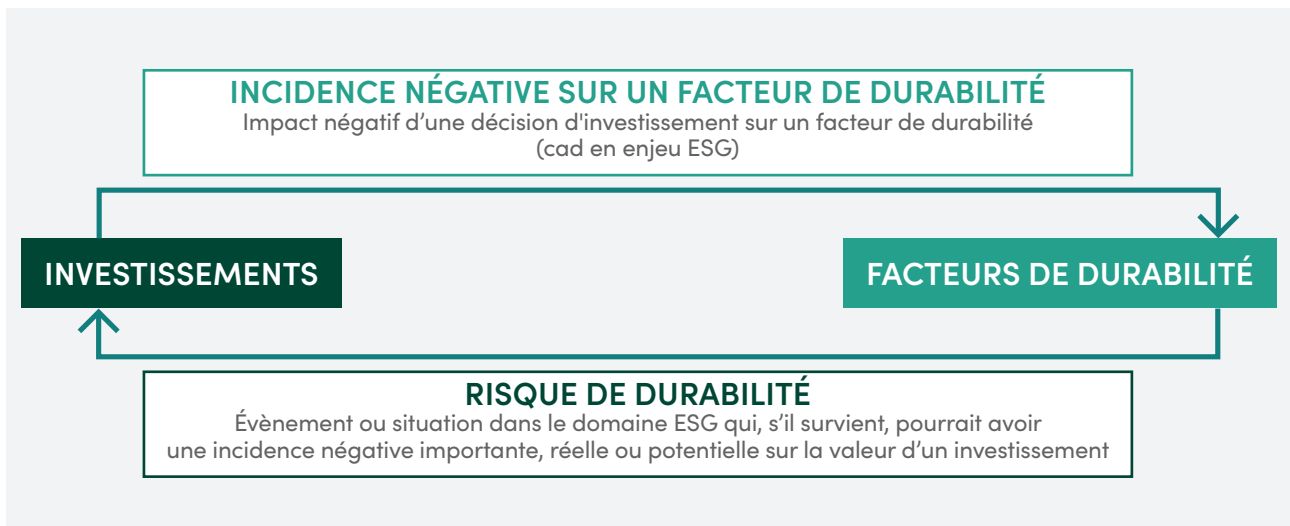 INCIDENCE NÉGATIVE SUR UN FACTEUR DE DURABILITÉ
Impact négatif d’une décision d'investissement sur un facteur de durabilité
(cad en enjeu ESG)
INVESTISSEMENTS
FACTEURS DE DURABILITÉ
RISQUE DE DURABILITÉ
Évènement ou situation dans le domaine ESG qui, s’il survient, pourrait avoir
une incidence négative importante, réelle ou potentielle sur la valeur d’un investissement